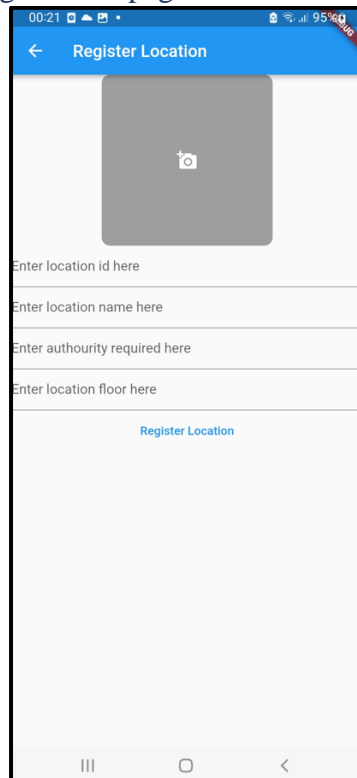 00:21 95%
DEBUG
Register Location
Enter location id here
Enter location name here
Enter authourity required here
Enter location floor here
Register Location